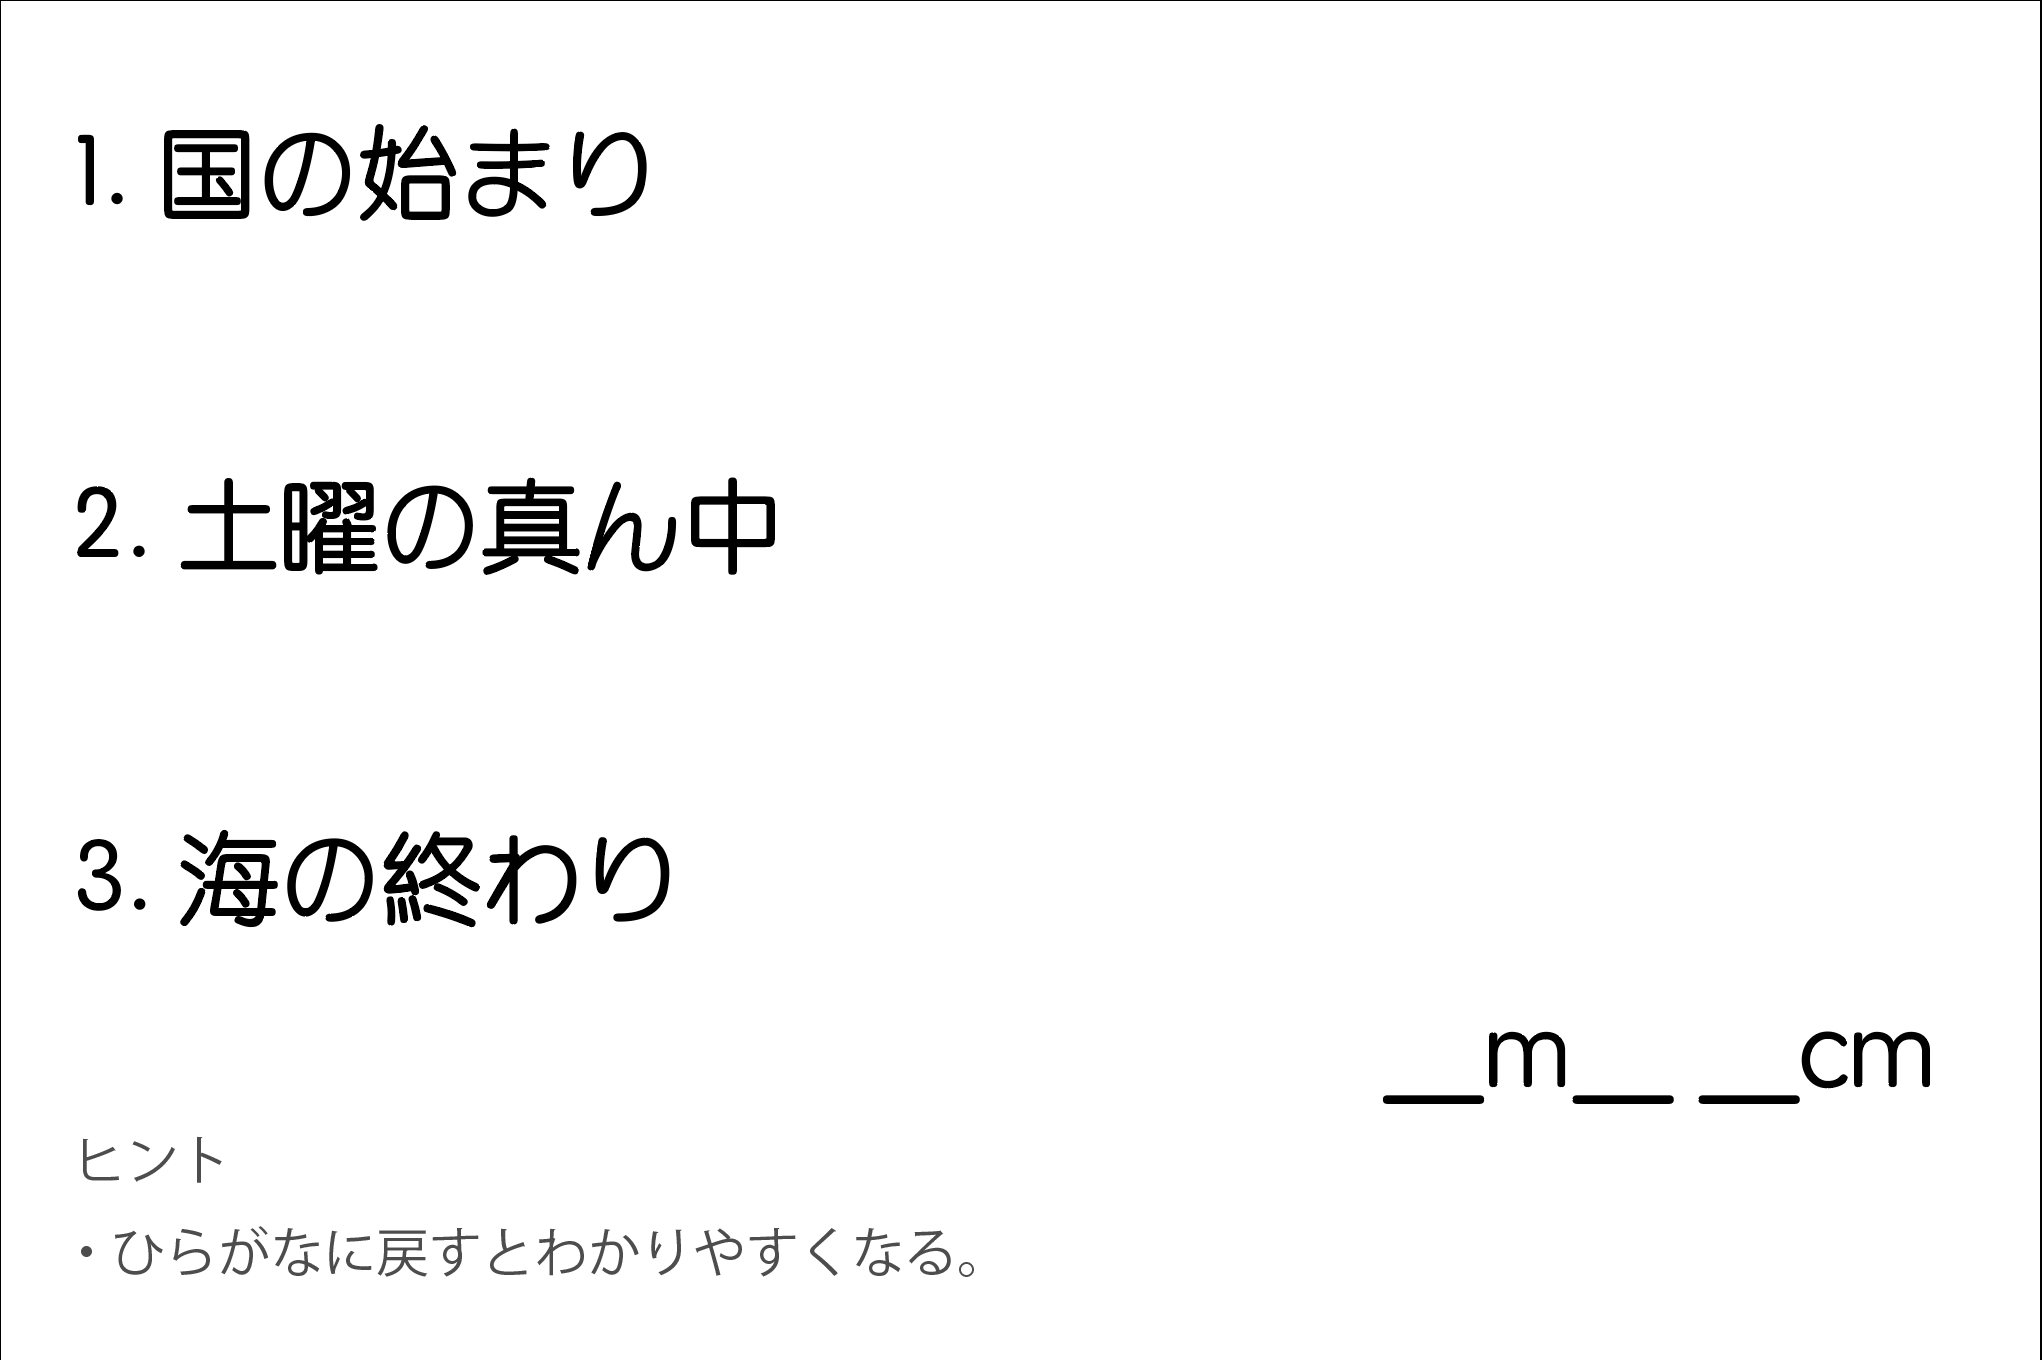 1. 国の始まり
2. 土曜の真ん中
3. 海の終わり
__m__ __cm
ヒント
・ひらがなに戻すとわかりやすくなる。